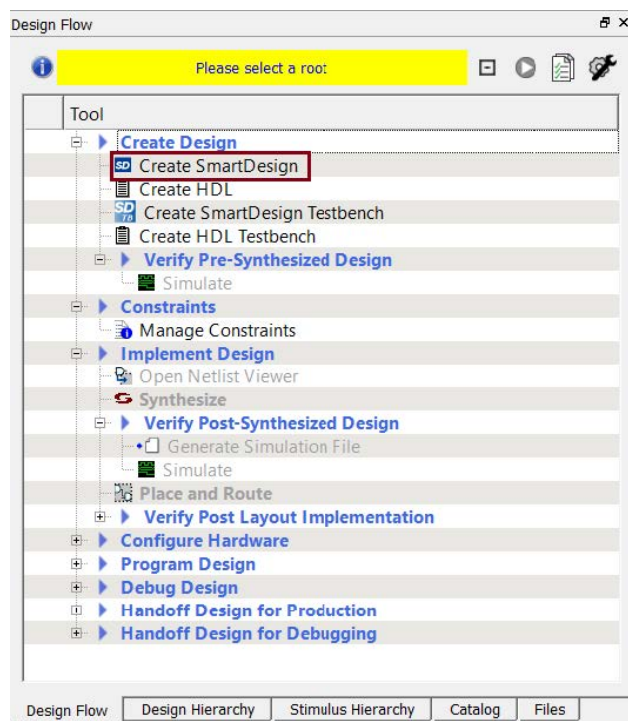 Design Flow
Please select a root
Tool
Create Design
SD Create SmartDesign
Create HDL
SD TB Create SmartDesign Testbench
Create HDL Testbench
Verify Pre-Synthesized Design
Simulate
Constraints
Manage Constraints
Implement Design
Open Netlist Viewer
Synthesize
Verify Post-Synthesized Design
Generate Simulation File
Simulate
Place and Route
Verify Post Layout Implementation
Configure Hardware
Program Design
Debug Design
Handoff Design for Production
Handoff Design for Debugging
Design Flow Design Hierarchy Stimulus Hierarchy Catalog Files